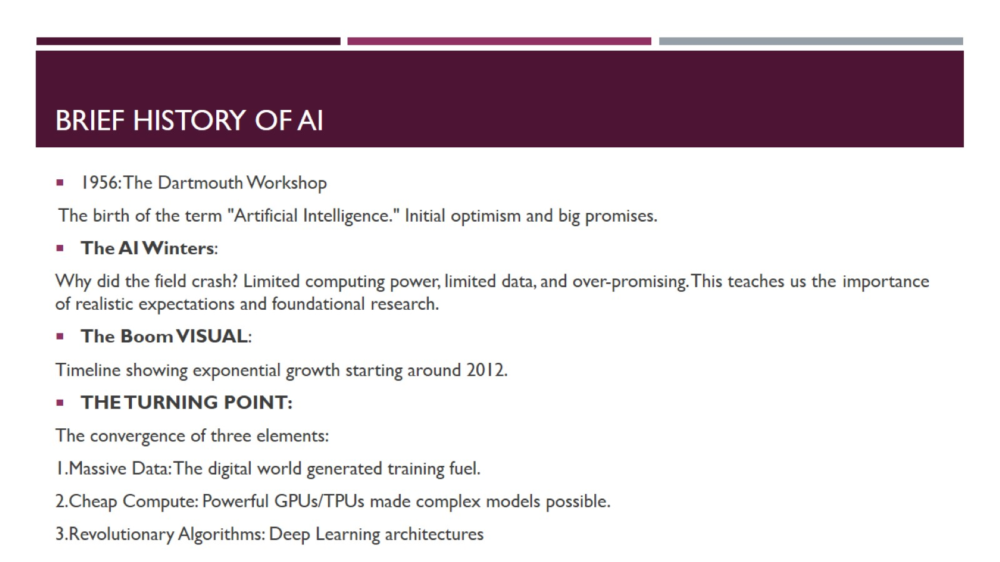 BRIEF HISTORY OF AI
▪ 1956: The Dartmouth Workshop
The birth of the term "Artificial Intelligence." Initial optimism and big promises.
▪ The AI Winters:
Why did the field crash? Limited computing power, limited data, and over-promising. This teaches us the importance
of realistic expectations and foundational research.
▪ The Boom VISUAL:
Timeline showing exponential growth starting around 2012.
▪ THE TURNING POINT:
The convergence of three elements:
1.Massive Data: The digital world generated training fuel.
2.Cheap Compute: Powerful GPUs/TPUs made complex models possible.
3.Revolutionary Algorithms: Deep Learning architectures